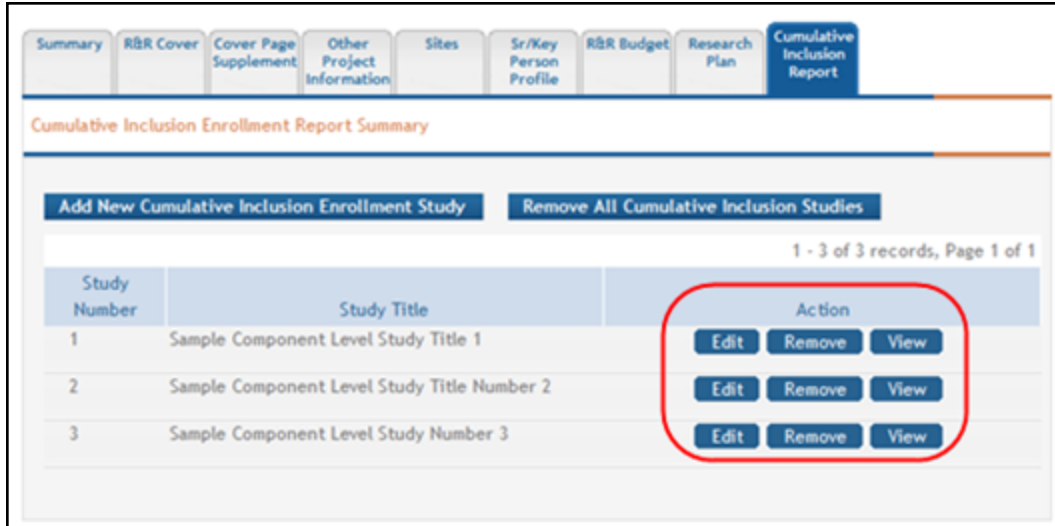 Summary R&R Cover Cover Page Supplement Other Project Information Sites Sr/Key Person Profile R&R Budget Research Plan Cumulative Inclusion Report
Cumulative Inclusion Enrollment Report Summary
Add New Cumulative Inclusion Enrollment Study Remove All Cumulative Inclusion Studies
1 - 3 of 3 records, Page 1 of 1
Study Number Study Title Action
1 Sample Component Level Study Title 1 Edit Remove View
2 Sample Component Level Study Title Number 2 Edit Remove View
3 Sample Component Level Study Number 3 Edit Remove View